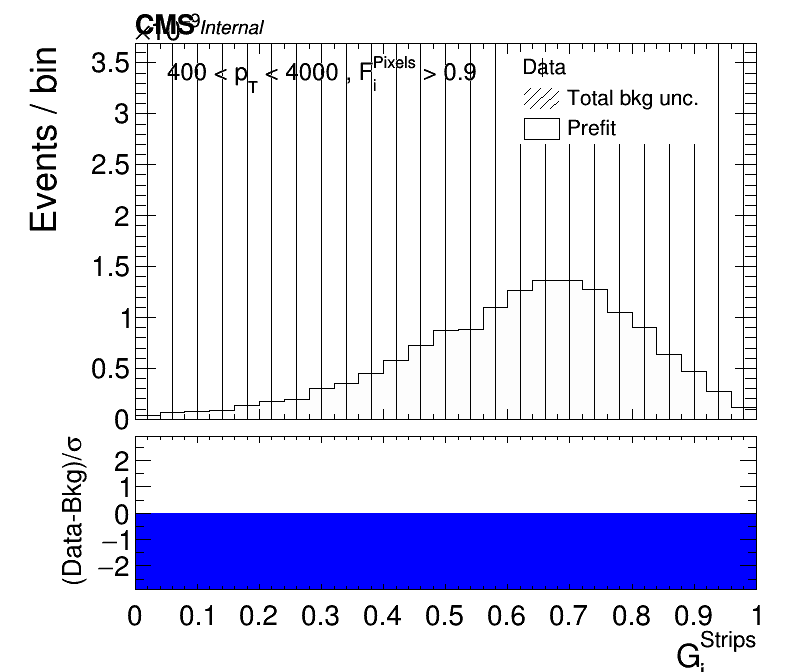 CMS Internal
×10⁹
400 < p_T < 4000 , F_i^Pixels > 0.9
Data
Total bkg unc.
Prefit
Events / bin
3.5
3
2.5
2
1.5
1
0.5
0
(Data-Bkg)/σ
2
1
0
−1
−2
0 0.1 0.2 0.3 0.4 0.5 0.6 0.7 0.8 0.9 1
G_i^Strips